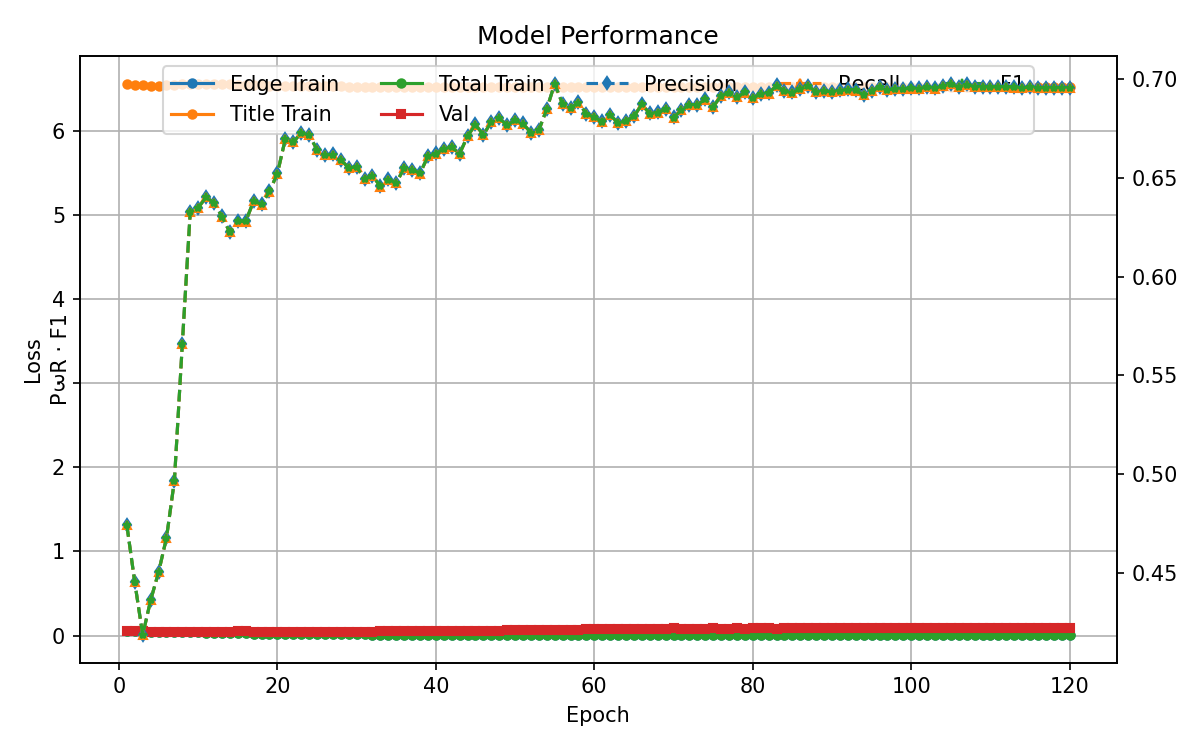 Model Performance
Edge Train Total Train Precision Recall F1
Title Train Val
6
5
4
3
2
1
0
0.70
0.65
0.60
0.55
0.50
0.45
Loss
P · R · F1
0 20 40 60 80 100 120
Epoch